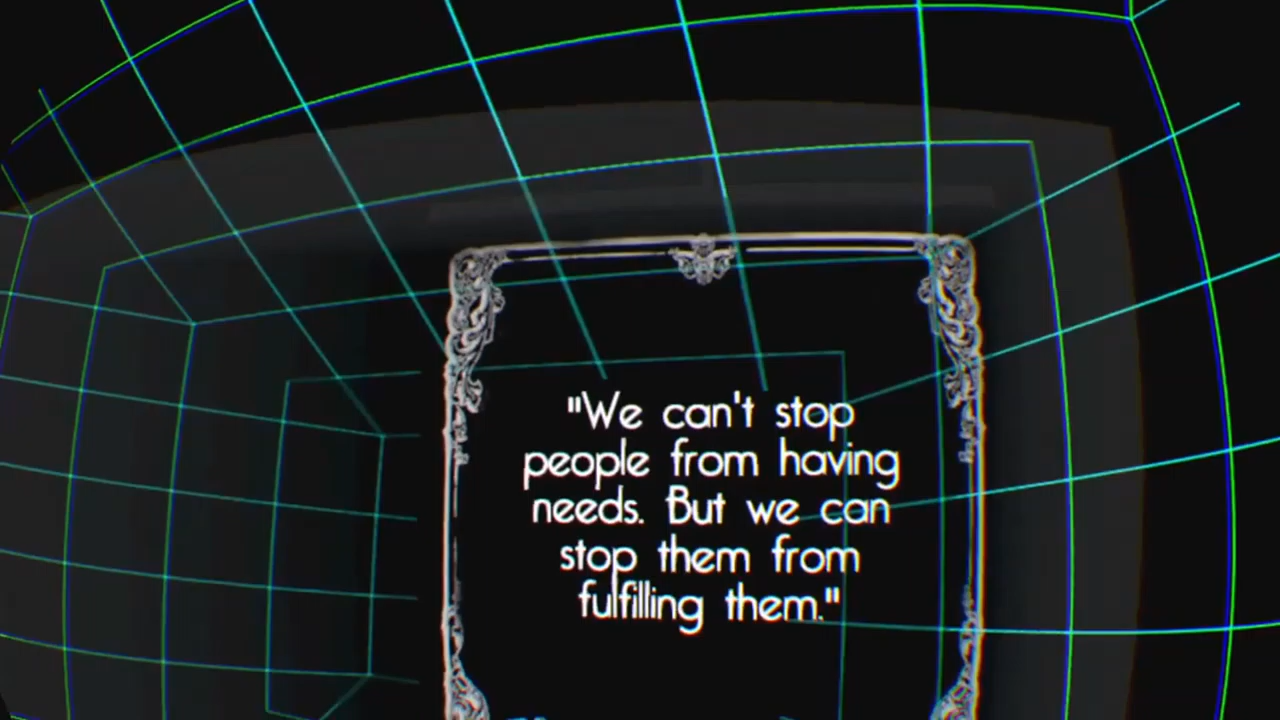 "We can't stop
people from having
needs. But we can
stop them from
fulfilling them."